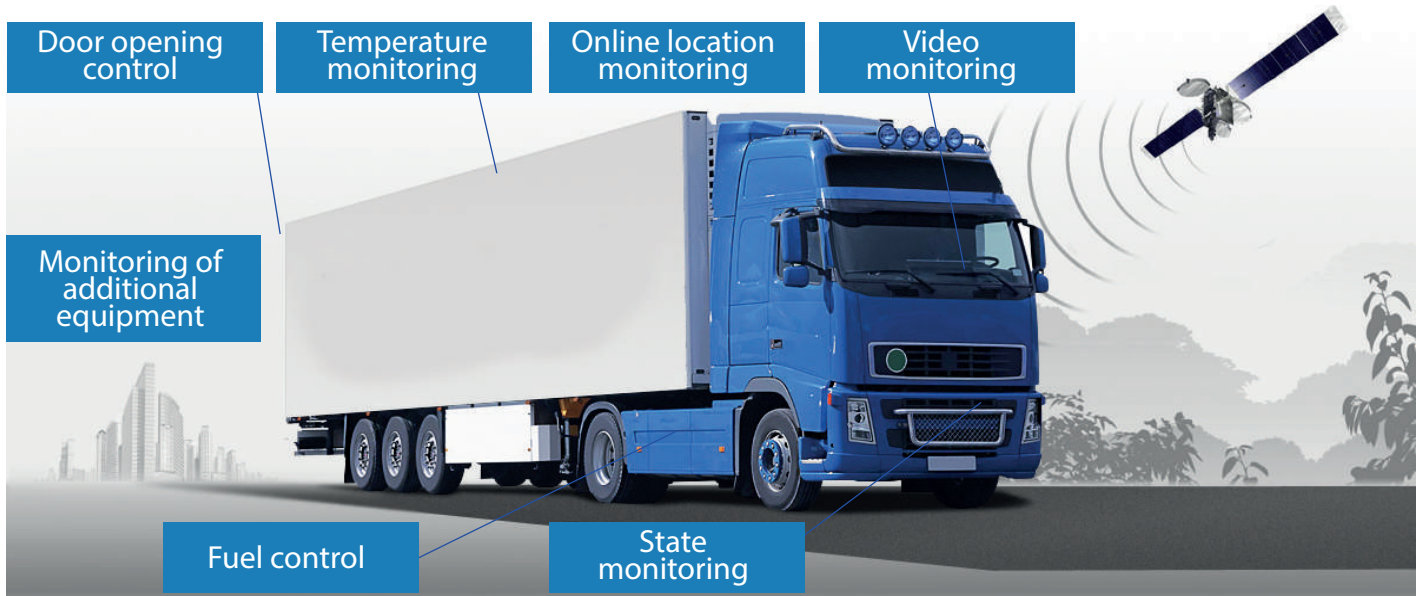 Door opening
control
Temperature
monitoring
Online location
monitoring
Video
monitoring
Monitoring of
additional
equipment
Fuel control
State
monitoring